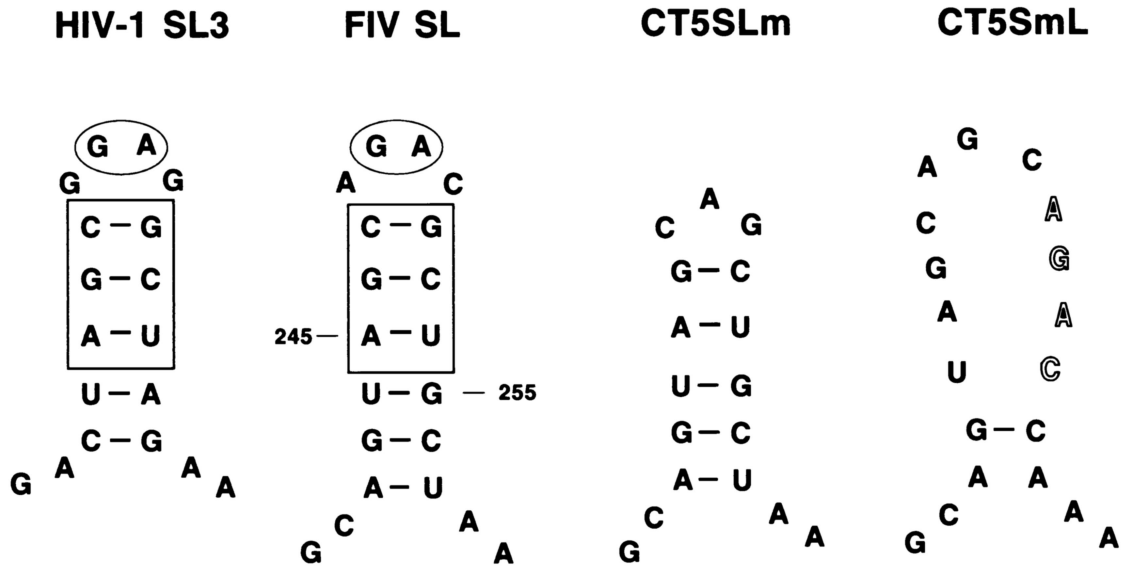 HIV-1 SL3
G A
G G
C – G
G – C
A – U
U – A
C – G
A A
G A
FIV SL
G A
A C
C – G
G – C
245 – A – U
U – G – 255
G – C
A – U
C A
G A
CT5SLm
A
C G
G – C
A – U
U – G
G – C
A – U
C A
G A
CT5SmL
G
A C
C A
G G
A A
U C
G – C
A A
C A
G A